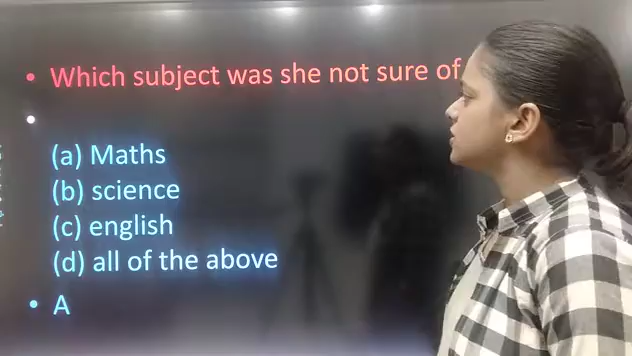 • Which subject was she not sure of
•
(a) Maths
(b) science
(c) english
(d) all of the above
• A